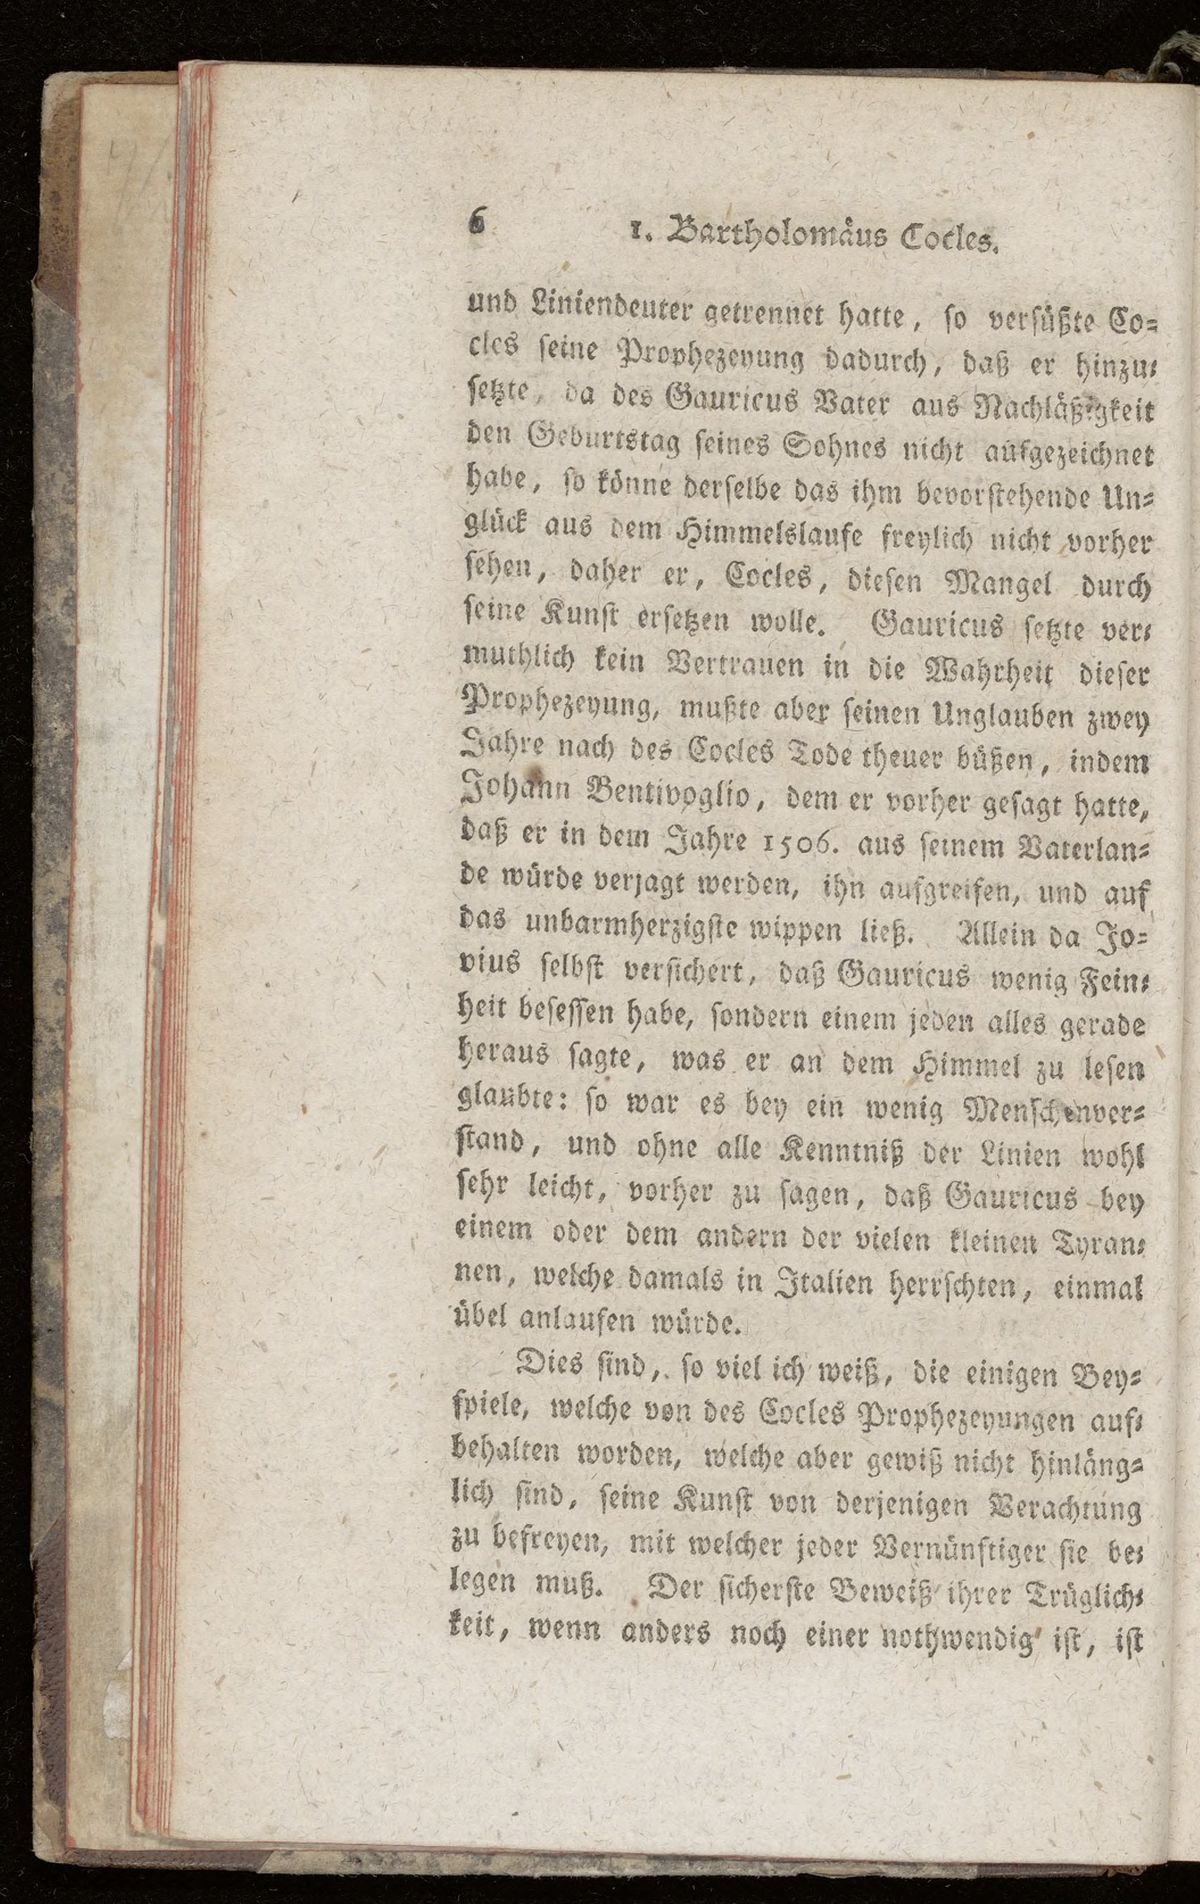 6 1. Bartholomäus Cocles.
und Liniendeuter getrennet hatte, so versüßte Co=
cles seine Prophezeyung dadurch, daß er hinzu=
setzte, da des Gauricus Vater aus Nachläßigkeit
den Geburtstag seines Sohnes nicht aufgezeichnet
habe, so könne derselbe das ihm bevorstehende Un=
glück aus dem Himmelslaufe freylich nicht vorher
sehen, daher er, Cocles, diesen Mangel durch
seine Kunst ersetzen wolle. Gauricus setzte ver=
muthlich kein Vertrauen in die Wahrheit dieser
Prophezeyung, mußte aber seinen Unglauben zwey
Jahre nach des Cocles Tode theuer büßen, indem
Johann Bentivoglio, dem er vorher gesagt hatte,
daß er in dem Jahre 1506. aus seinem Vaterlan=
de würde verjagt werden, ihn aufgreifen, und auf
das unbarmherzigste wippen ließ. Allein da Jo=
vius selbst versichert, daß Gauricus wenig Fein=
heit besessen habe, sondern einem jeden alles gerade
heraus sagte, was er an dem Himmel zu lesen
glaubte: so war es bey ein wenig Menschenver=
stand, und ohne alle Kenntniß der Linien wohl
sehr leicht, vorher zu sagen, daß Gauricus bey
einem oder dem andern der vielen kleinen Tyran=
nen, welche damals in Italien herrschten, einmal
übel anlaufen würde.
Dies sind, so viel ich weiß, die einigen Bey=
spiele, welche von des Cocles Prophezeyungen auf=
behalten worden, welche aber gewiß nicht hinläng=
lich sind, seine Kunst von derjenigen Verachtung
zu befreyen, mit welcher jeder Vernünftiger sie be=
legen muß. Der sicherste Beweiß ihrer Trüglich=
keit, wenn anders noch einer nothwendig ist, ist